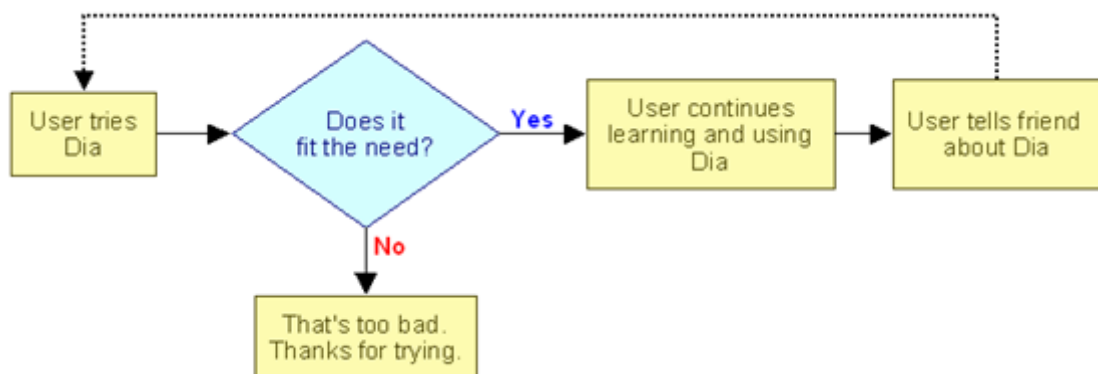 User tries
Dia
Does it
fit the need?
Yes
User continues
learning and using
Dia
User tells friend
about Dia
No
That's too bad.
Thanks for trying.